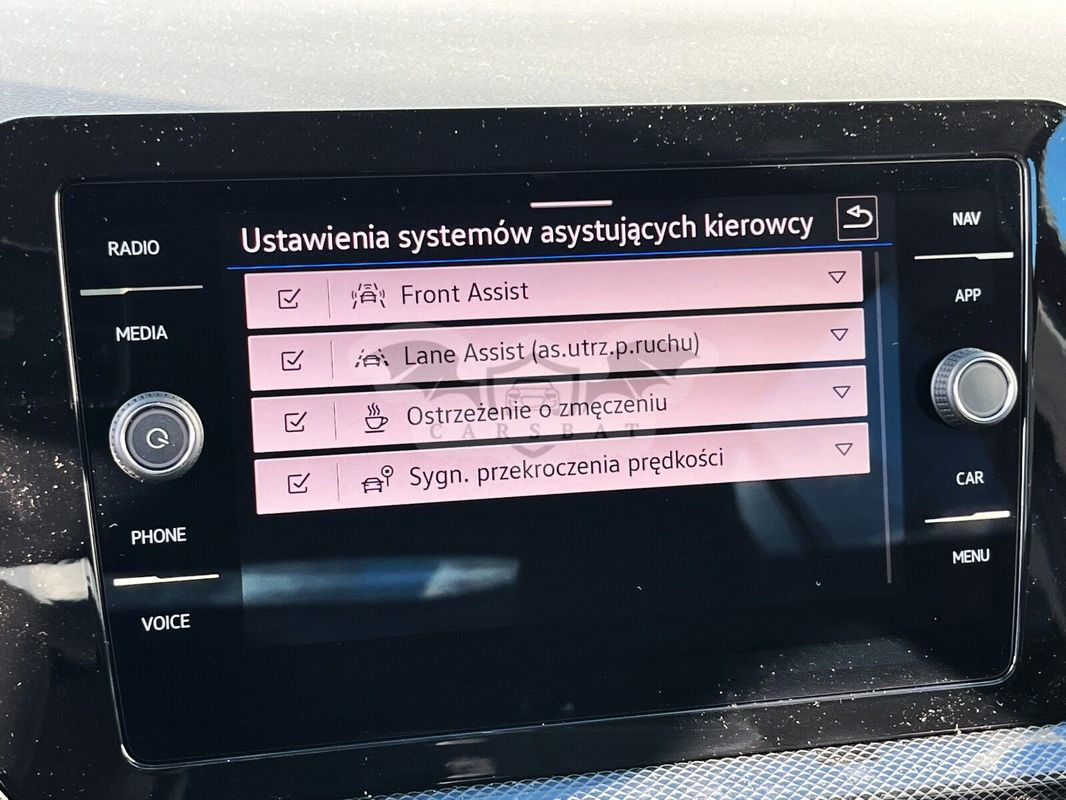 Ustawienia systemów asystujących kierowcy
RADIO
MEDIA
PHONE
VOICE
Front Assist
Lane Assist (as.utrz.p.ruchu)
Ostrzeżenie o zmęczeniu
CARSBAT
Sygn. przekroczenia prędkości
NAV
APP
CAR
MENU